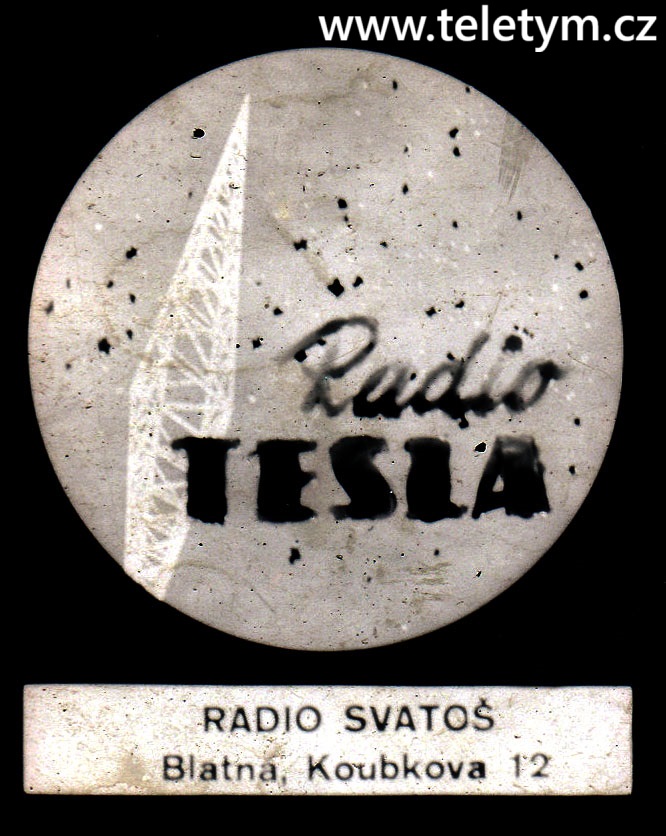 www.teletym.cz
Radio
TESLA
RADIO SVATOŠ
Blatná, Koubkova 12